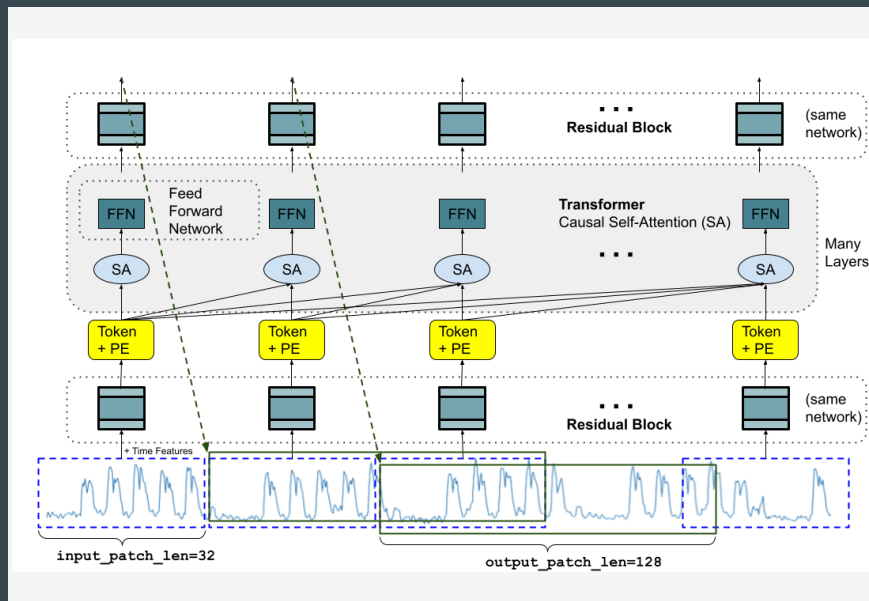 . . .
Residual Block
(same
network)
Feed
Forward
Network
FFN
FFN
FFN
FFN
Transformer
Causal Self-Attention (SA)
. . .
SA
SA
SA
SA
Many
Layers
Token
+ PE
Token
+ PE
Token
+ PE
Token
+ PE
. . .
Residual Block
(same
network)
+ Time Features
input_patch_len=32
output_patch_len=128